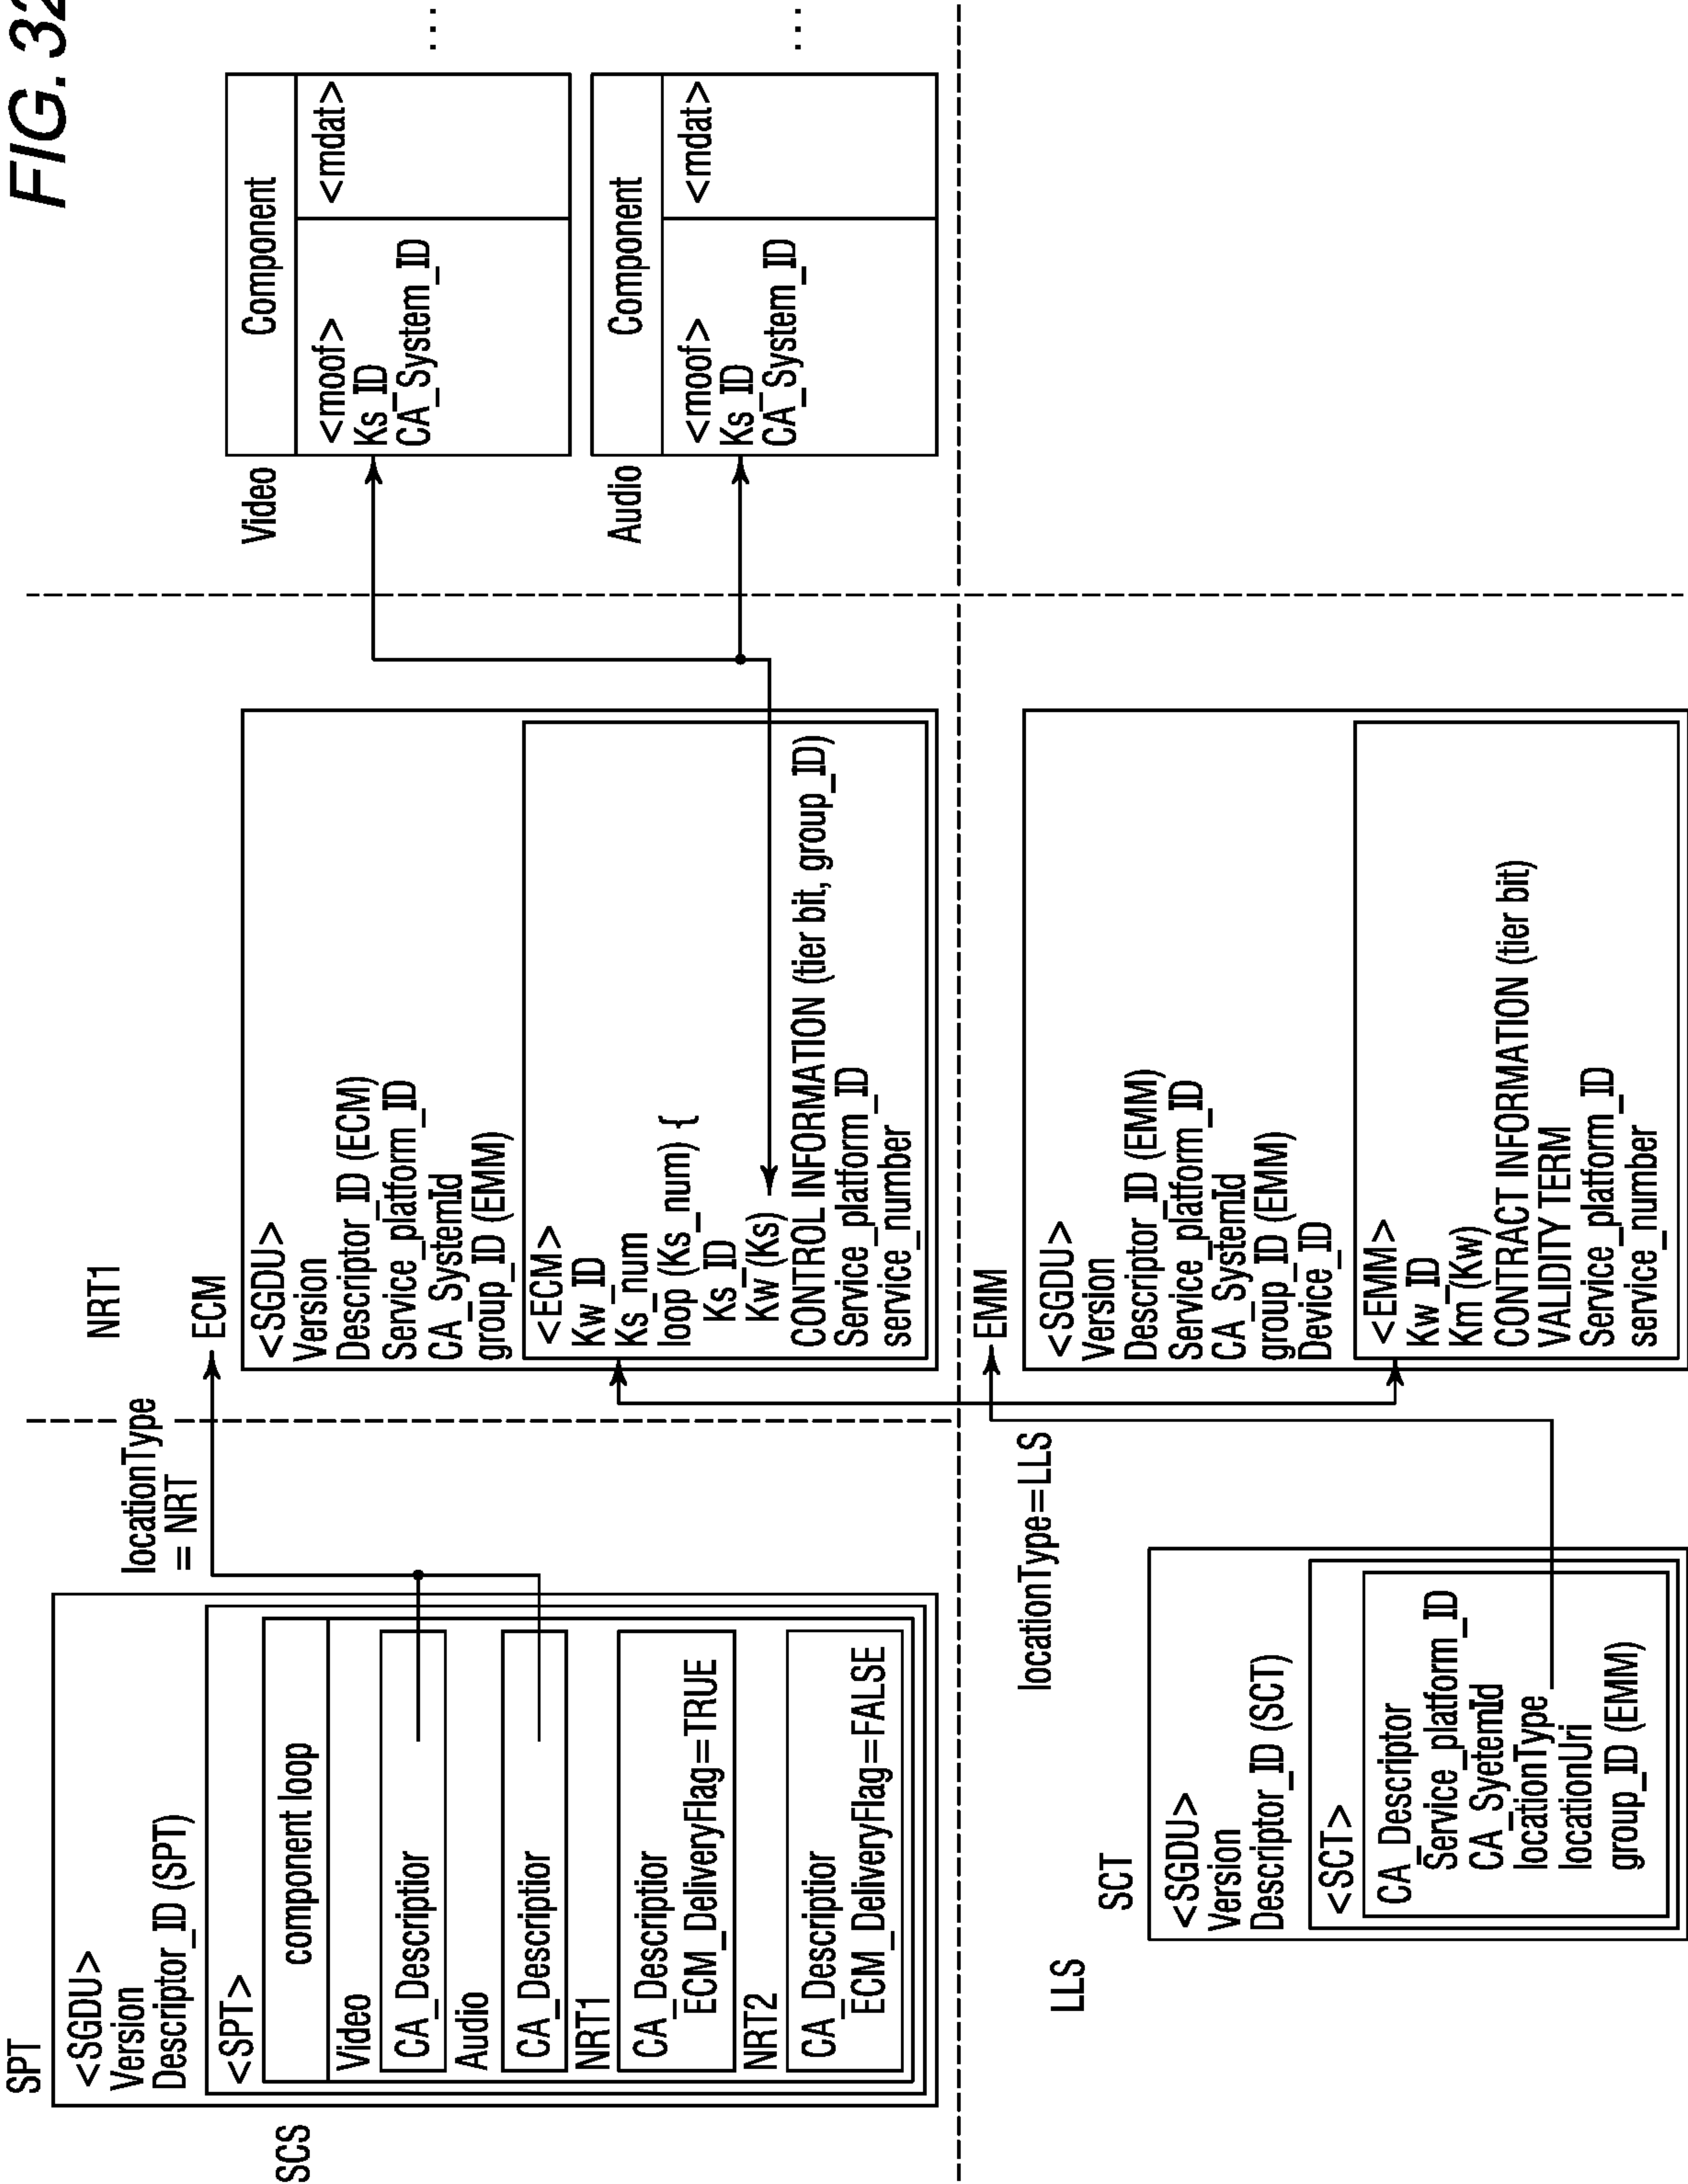 FIG. 32
SPT
<SGDU>
Version
Descriptor_ID (SPT)
<SPT>
component loop
Video
CA_Descriptior
Audio
CA_Descriptior
NRT1
CA_Descriptior
ECM_DeliveryFlag=TRUE
NRT2
CA_Descriptior
ECM_DeliveryFlag=FALSE
SCS
locationType
= NRT
NRT1
ECM
<SGDU>
Version
Descriptor_ID (ECM)
Service_platform_ID
CA_SystemId
group_ID (EMM)
<ECM>
Kw_ID
Ks_num
loop (Ks_num) {
Ks_ID
Kw (Ks)
CONTROL INFORMATION (tier bit, group_ID)
Service_platform_ID
service_number
Video
Component
<moof>
Ks_ID
CA_System_ID
<mdat>
...
Audio
Component
<moof>
Ks_ID
CA_System_ID
<mdat>
...
LLS
SCT
<SGDU>
Version
Descriptor_ID (SCT)
<SCT>
CA_Descriptor
Service_platform_ID
CA_SyetemId
locationType
locationUri
group_ID (EMM)
locationType=LLS
EMM
<SGDU>
Version
Descriptor_ID (EMM)
Service_platform_ID
CA_SystemId
group_ID (EMM)
Device_ID
<EMM>
Kw_ID
Km (Kw)
CONTRACT INFORMATION (tier bit)
VALIDITY TERM
Service_platform_ID
service_number